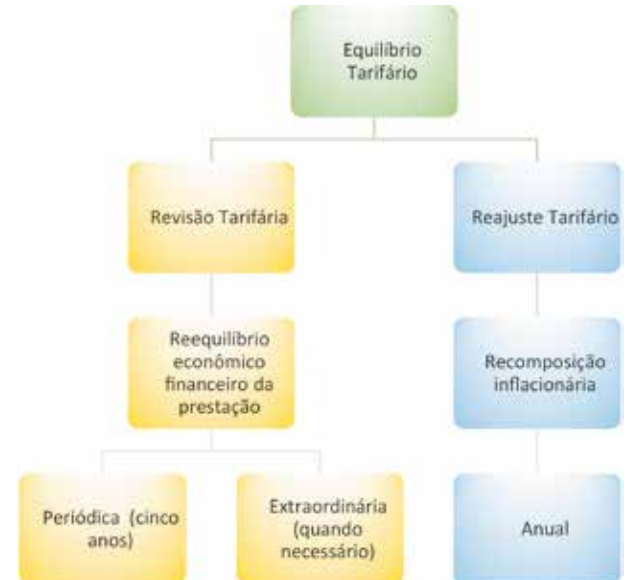 Equilíbrio
Tarifário
Revisão Tarifária
Reajuste Tarifário
Reequilíbrio
econômico
financeiro da
prestação
Recomposição
inflacionária
Periódica (cinco
anos)
Extraordinária
(quando
necessário)
Anual